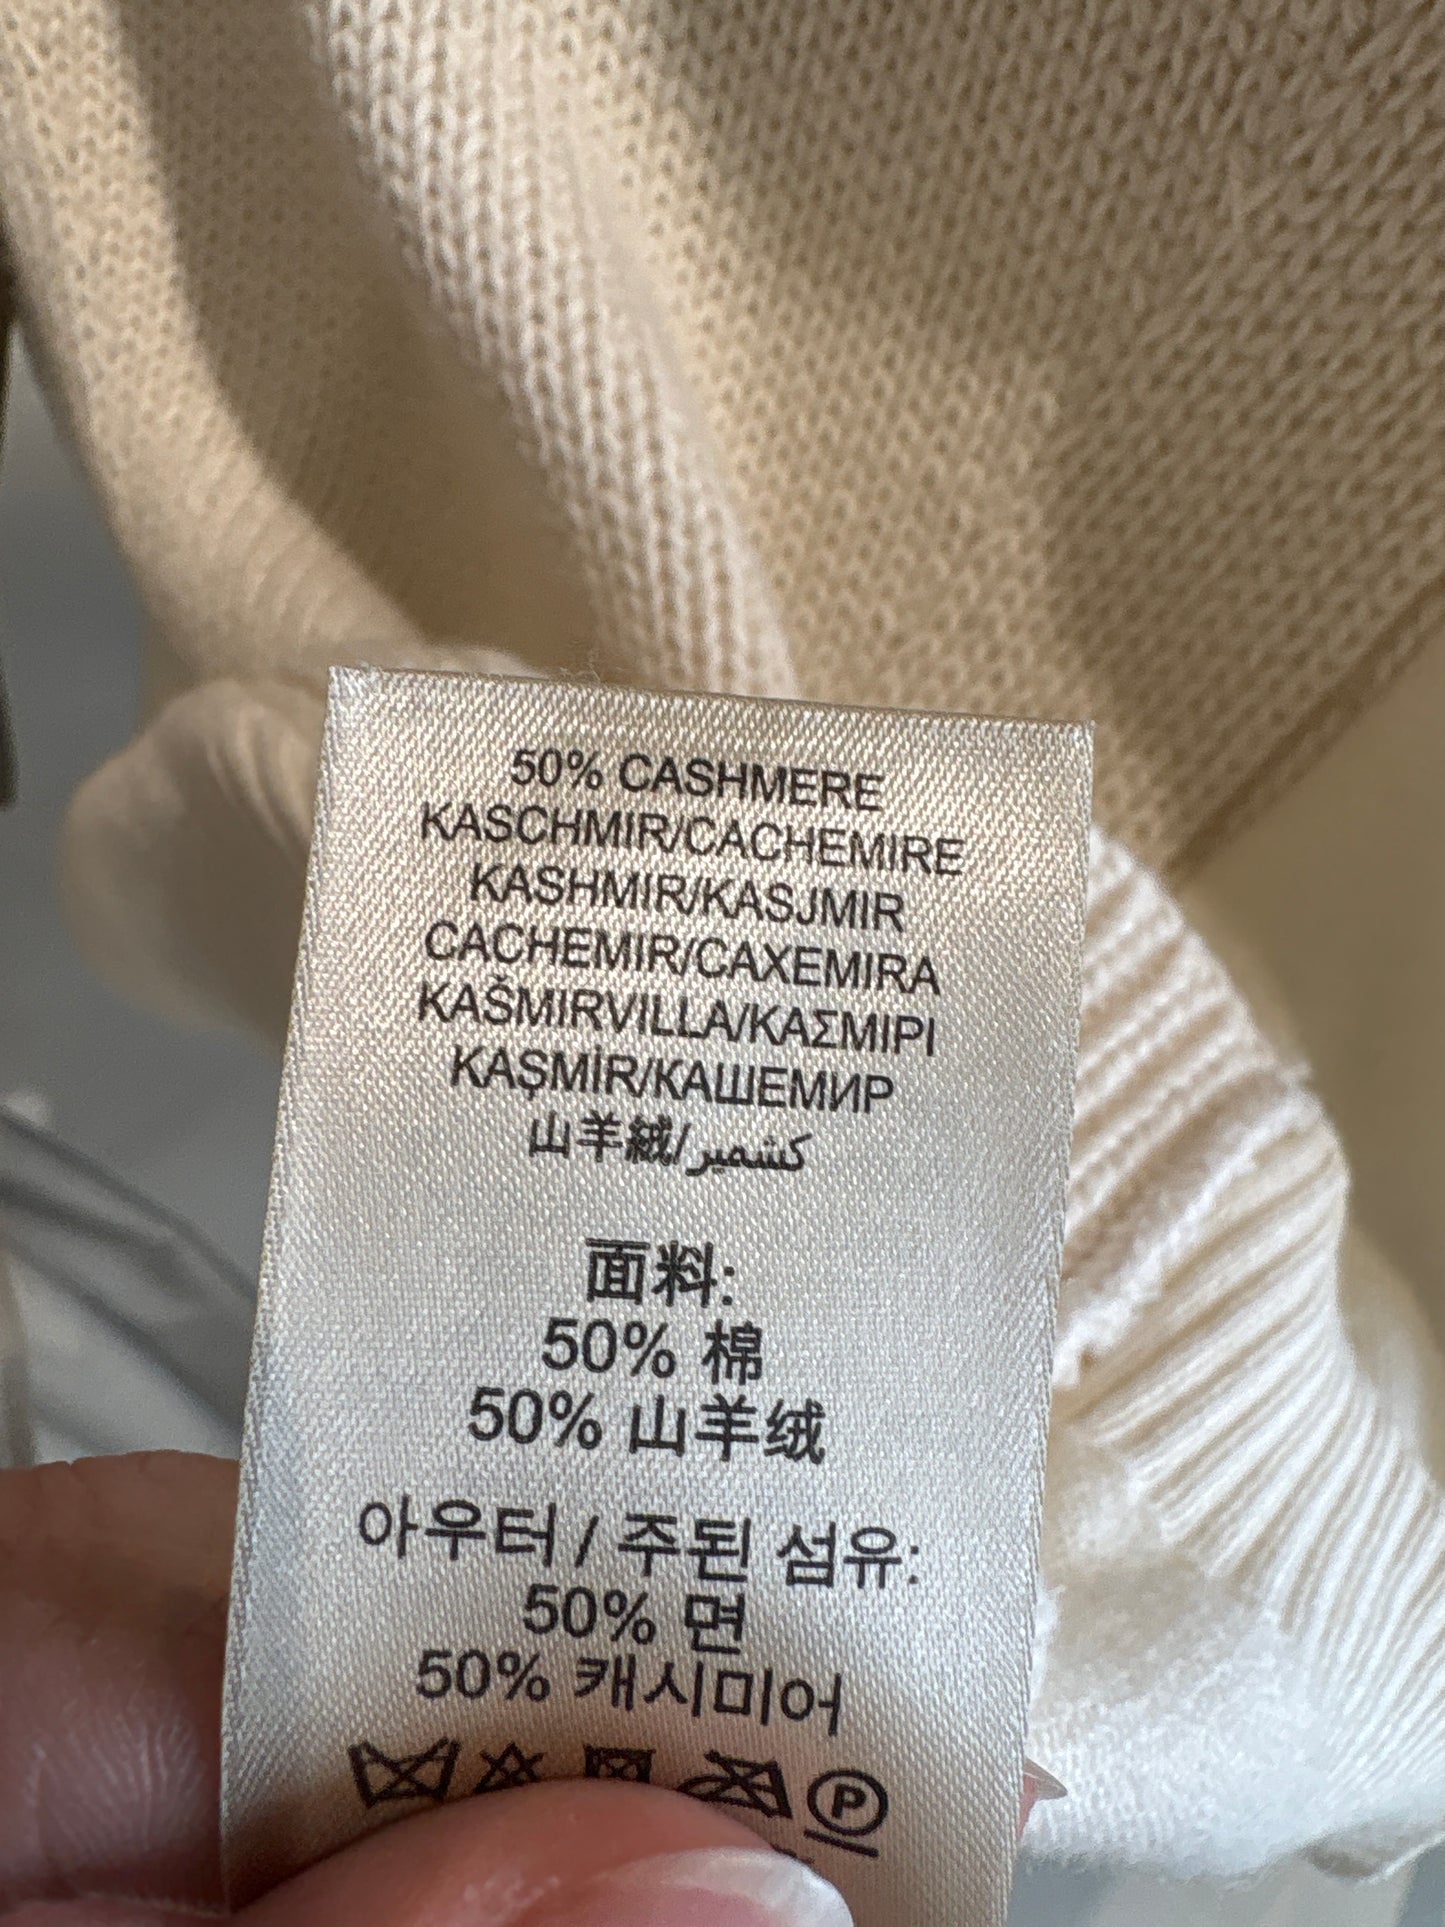 50% CASHMERE
KASCHMIR/CACHEMIRE
KASHMIR/KASJMIR
CACHEMIR/CAXEMIRA
KAŠMIRVILLA/ΚΑΣΜΙΡΙ
KAŞMİR/КАШЕМИР
山羊絨/كشمير
面料:
50% 棉
50% 山羊绒
아우터 / 주된 섬유:
50% 면
50% 캐시미어
P